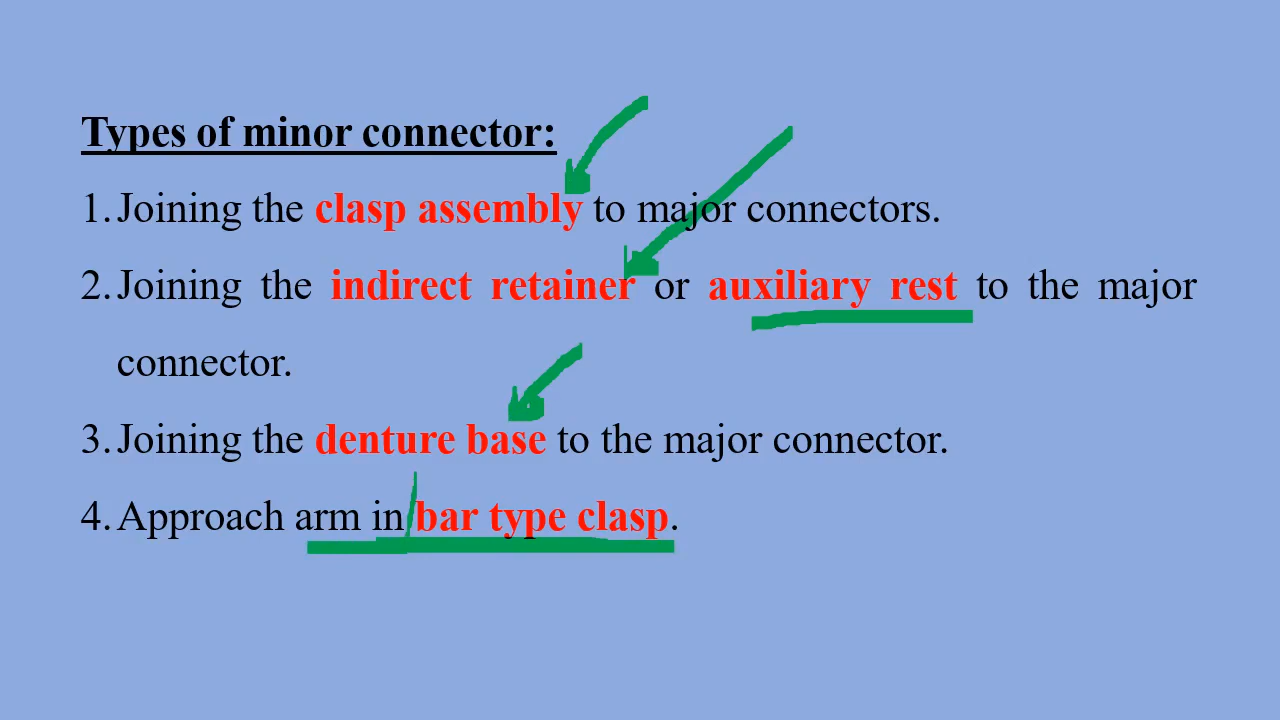 Types of minor connector:
1. Joining the clasp assembly to major connectors.
2. Joining the indirect retainer or auxiliary rest to the major
connector.
3. Joining the denture base to the major connector.
4. Approach arm in bar type clasp.